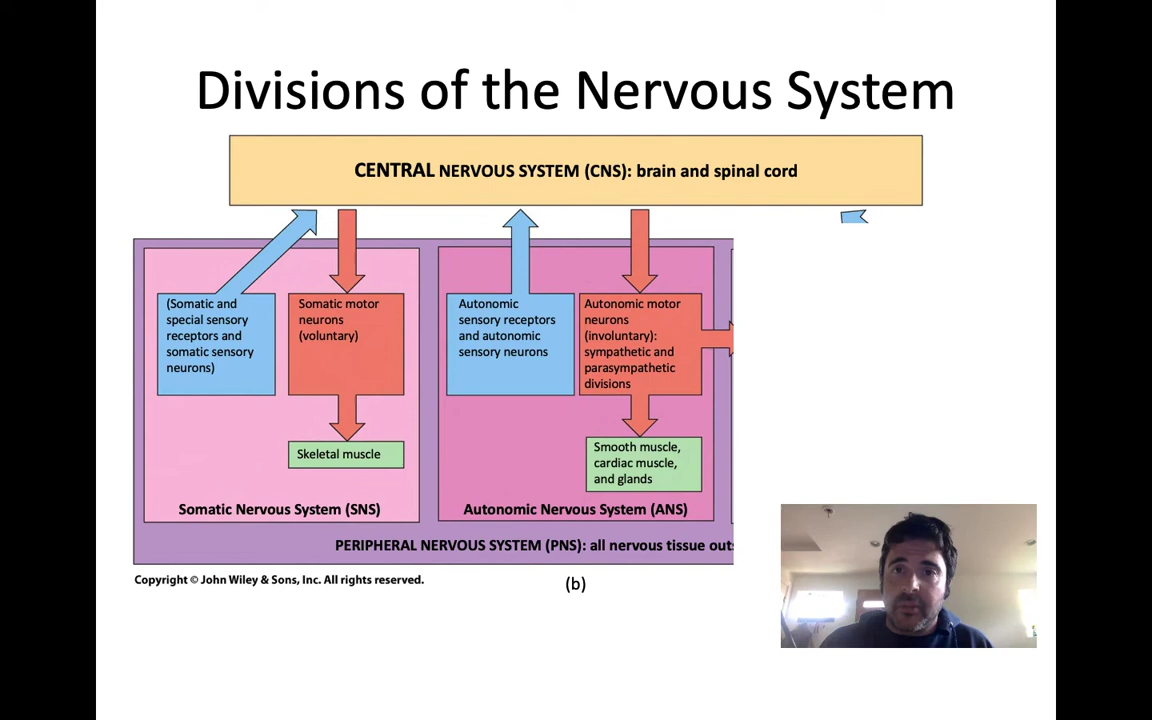 Divisions of the Nervous System
CENTRAL NERVOUS SYSTEM (CNS): brain and spinal cord
(Somatic and
special sensory
receptors and
somatic sensory
neurons)
Somatic motor
neurons
(voluntary)
Skeletal muscle
Somatic Nervous System (SNS)
Autonomic
sensory receptors
and autonomic
sensory neurons
Autonomic motor
neurons
(involuntary):
sympathetic and
parasympathetic
divisions
Smooth muscle,
cardiac muscle,
and glands
Autonomic Nervous System (ANS)
PERIPHERAL NERVOUS SYSTEM (PNS): all nervous tissue
Copyright © John Wiley & Sons, Inc. All rights reserved.
(b)